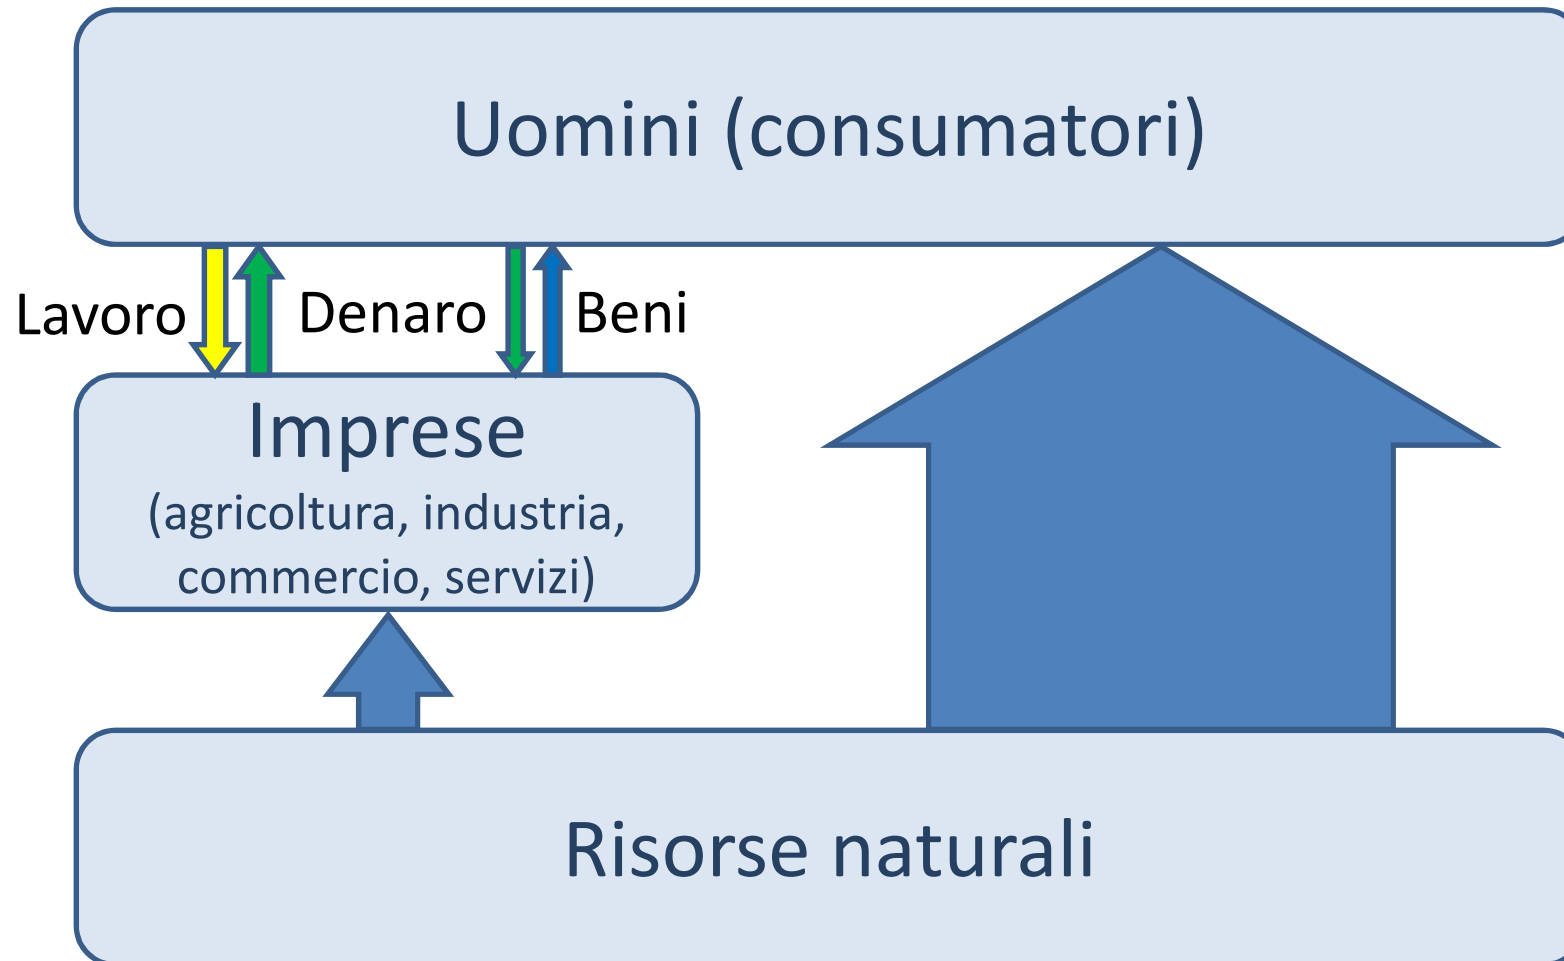 Uomini (consumatori)
Lavoro
Denaro
Beni
Imprese
(agricoltura, industria,
commercio, servizi)
Risorse naturali